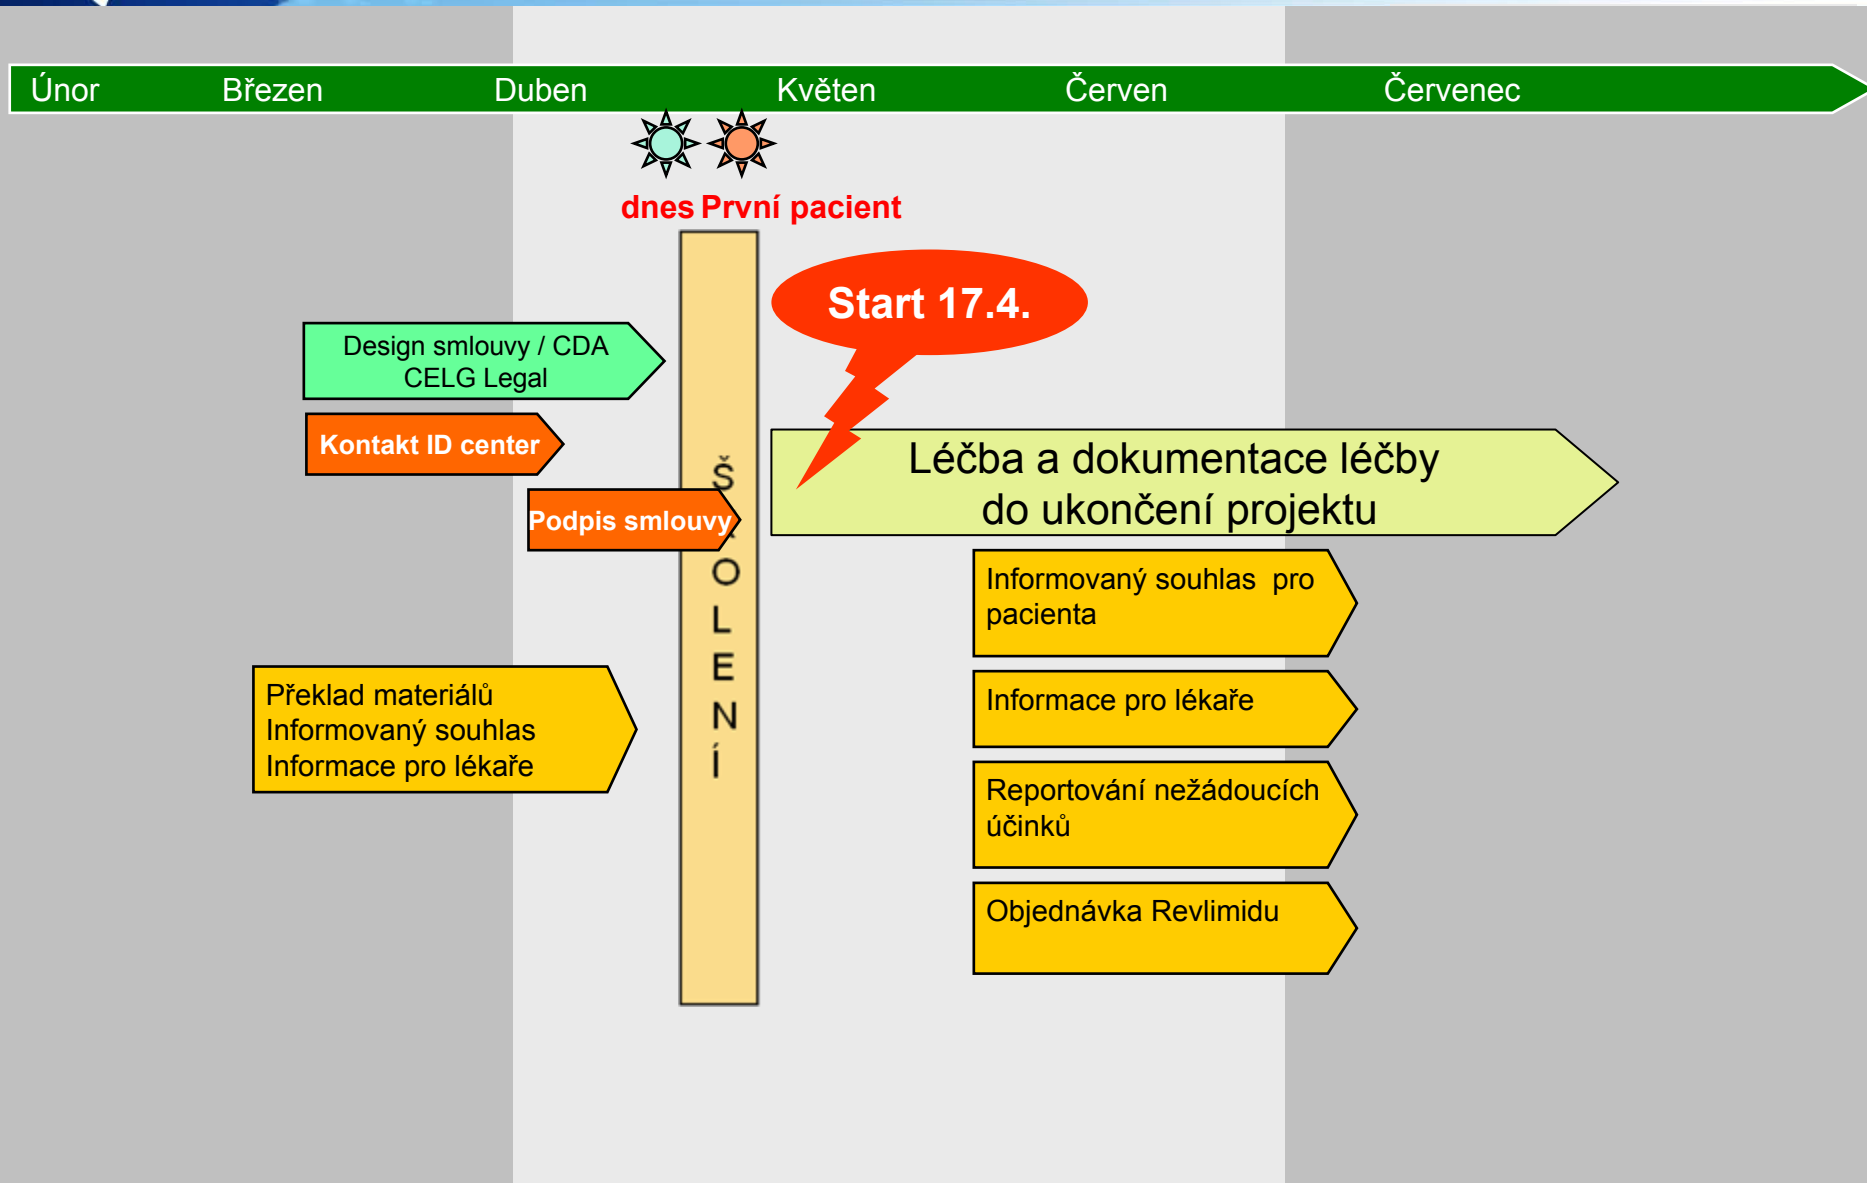 Únor Březen Duben Květen Červen Červenec
dnes První pacient
Start 17.4.
Design smlouvy / CDA
CELG Legal
Kontakt ID center
Podpis smlouvy
Š
O
L
E
N
Í
Léčba a dokumentace léčby
do ukončení projektu
Informovaný souhlas pro
pacienta
Překlad materiálů
Informovaný souhlas
Informace pro lékaře
Informace pro lékaře
Reportování nežádoucích
účinků
Objednávka Revlimidu